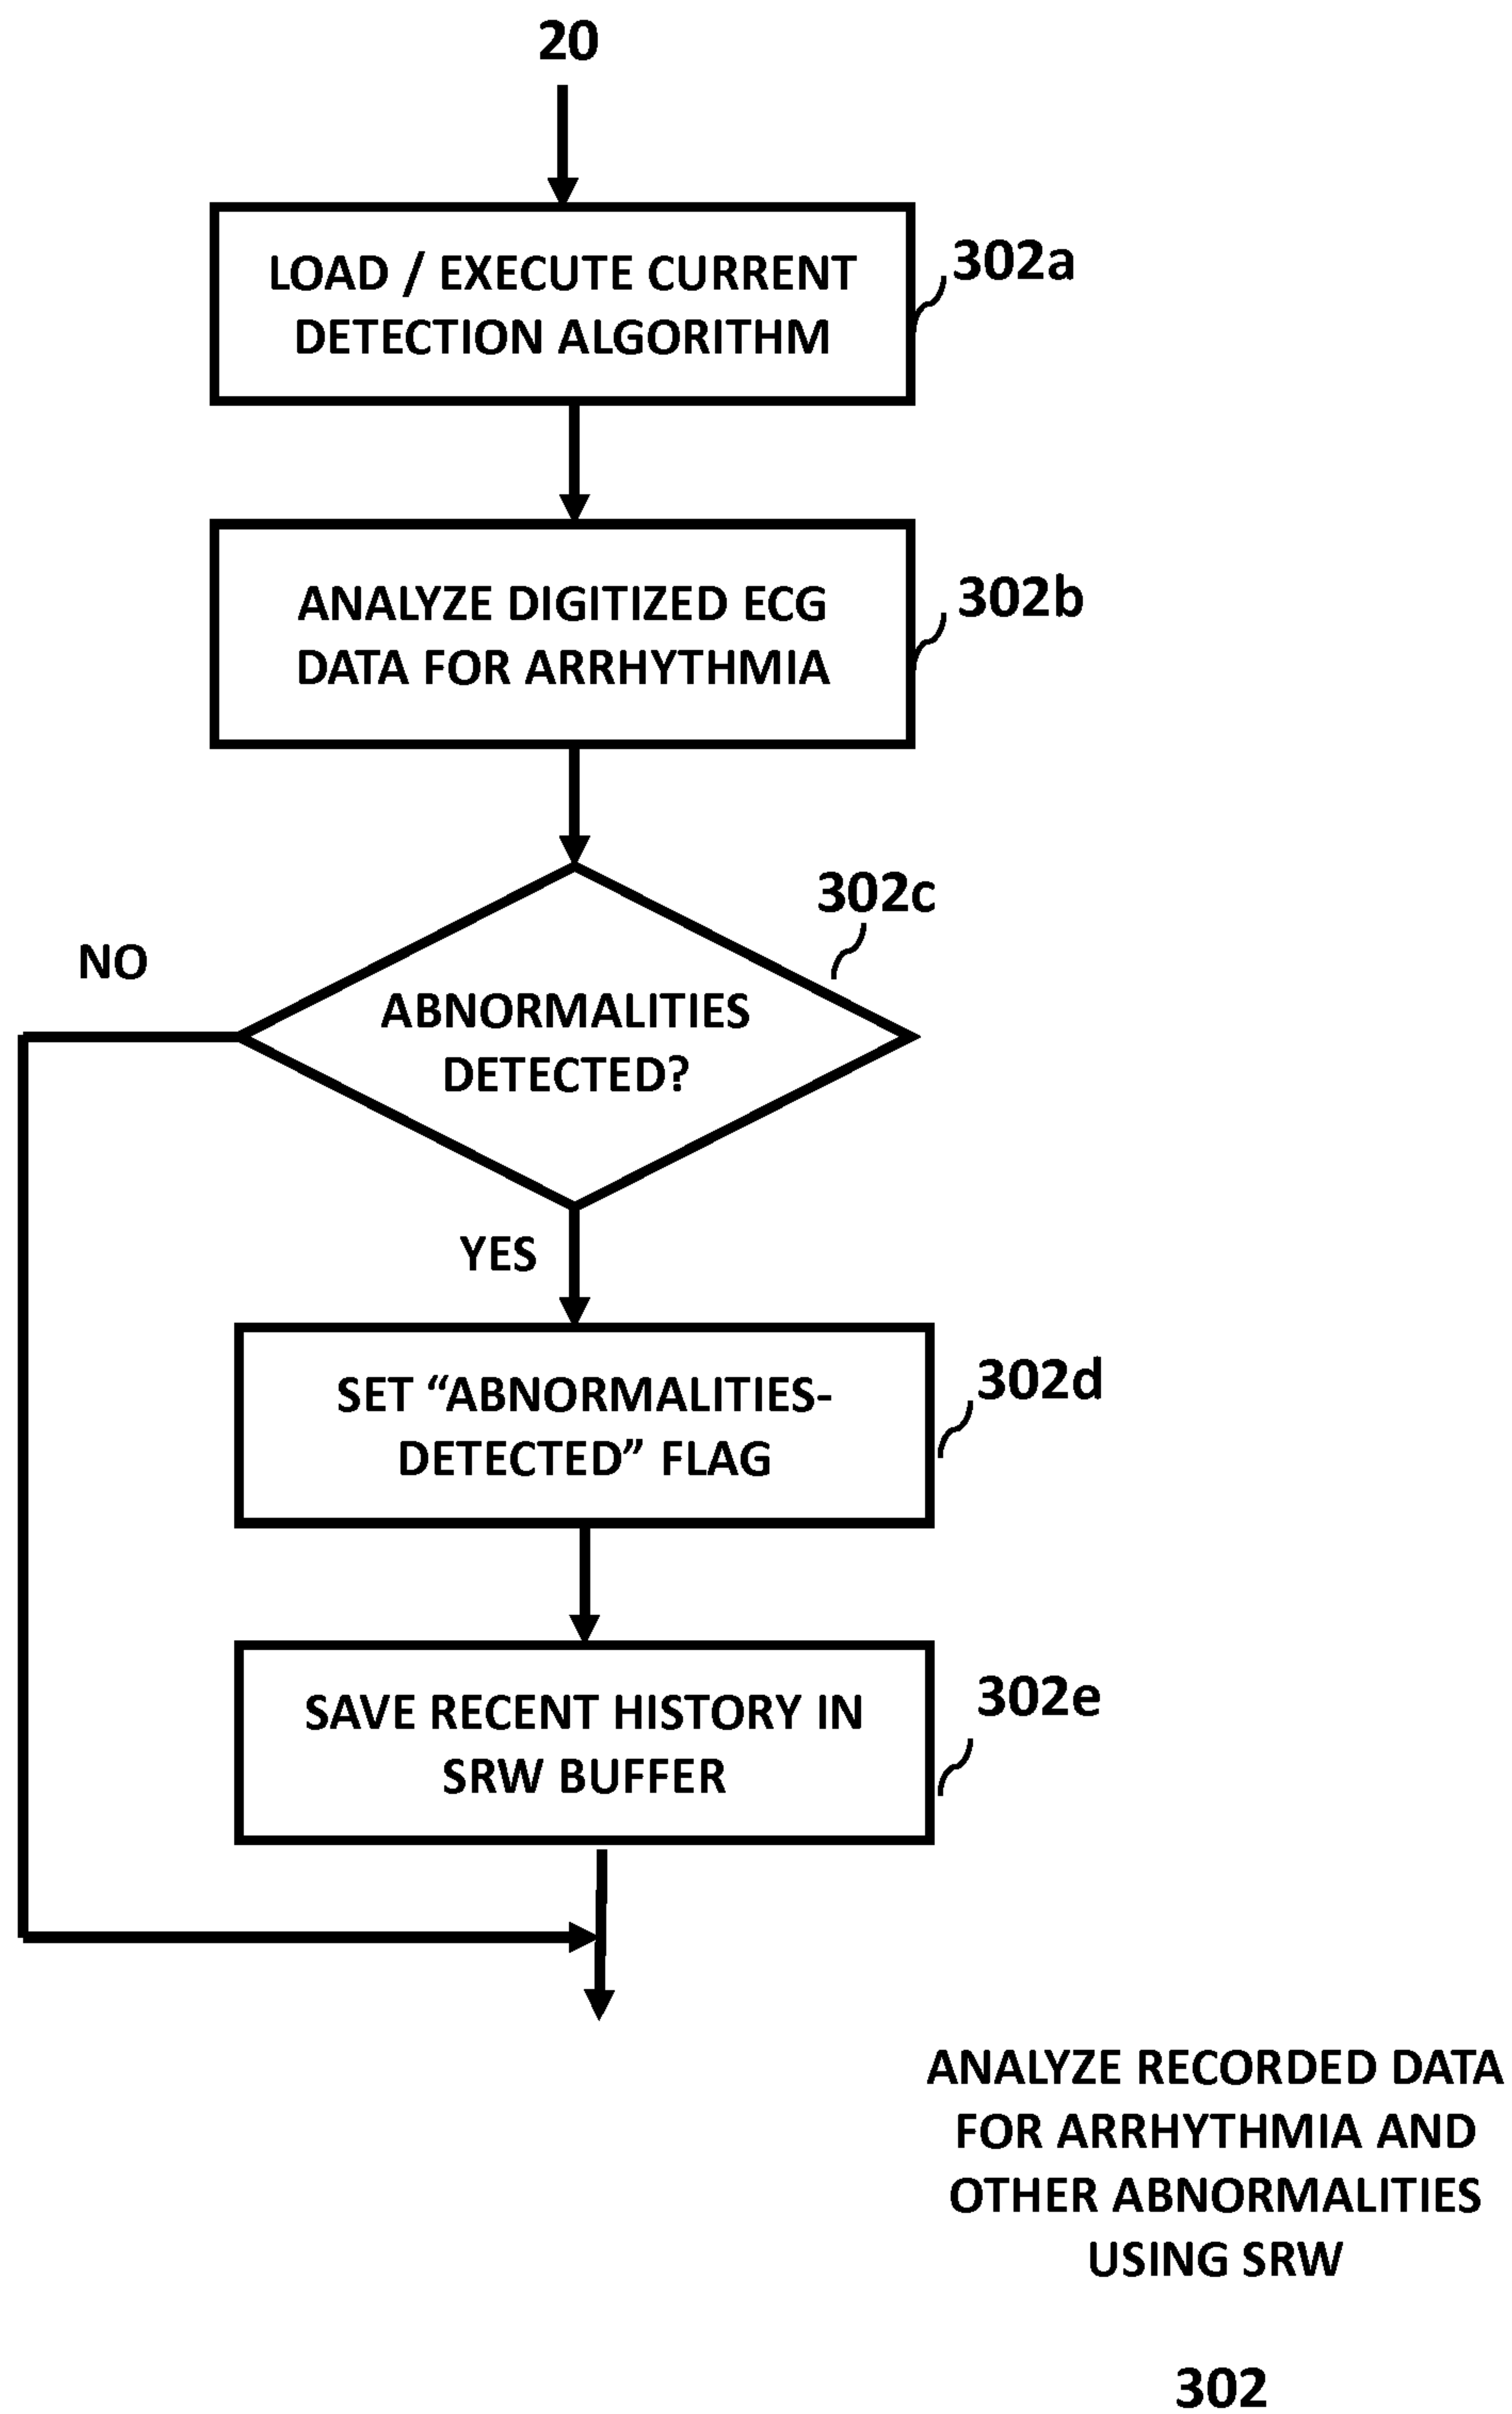 20
LOAD / EXECUTE CURRENT
DETECTION ALGORITHM
302a
ANALYZE DIGITIZED ECG
DATA FOR ARRHYTHMIA
302b
302c
NO
ABNORMALITIES
DETECTED?
YES
SET “ABNORMALITIES-
DETECTED” FLAG
302d
SAVE RECENT HISTORY IN
SRW BUFFER
302e
ANALYZE RECORDED DATA
FOR ARRHYTHMIA AND
OTHER ABNORMALITIES
USING SRW
302